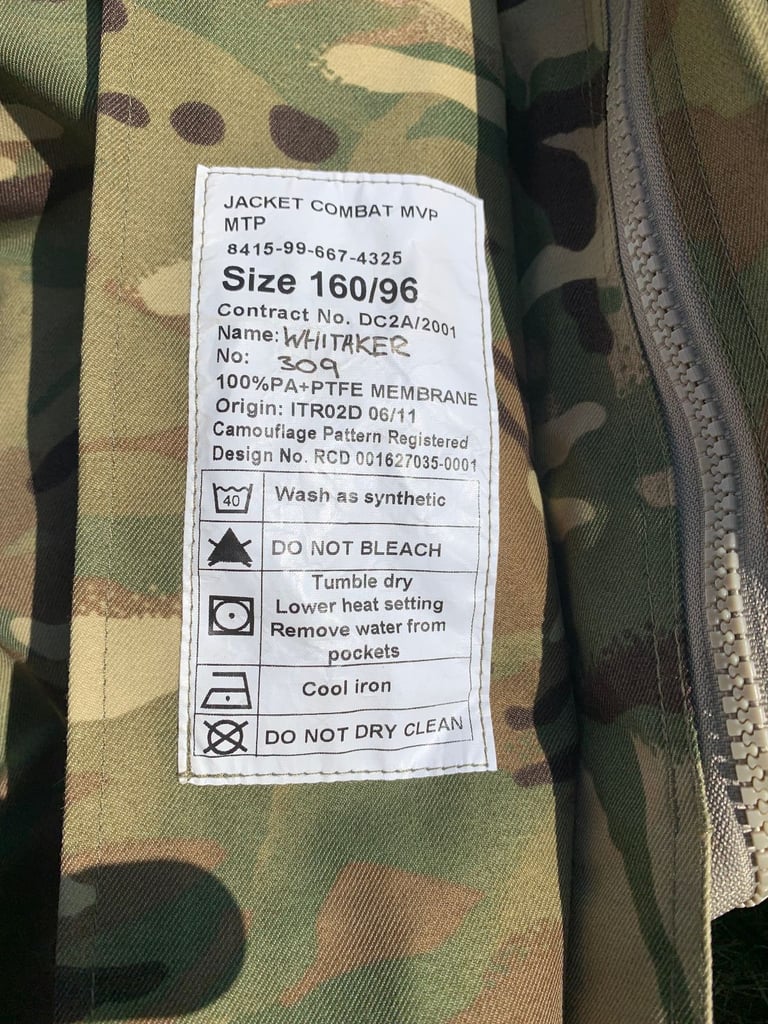 JACKET COMBAT MVP
MTP
8415-99-667-4325
Size 160/96
Contract No. DC2A/2001
Name: WHITAKER
No: 309
100%PA+PTFE MEMBRANE
Origin: ITR02D 06/11
Camouflage Pattern Registered
Design No. RCD 001627035-0001
40 Wash as synthetic
DO NOT BLEACH
Tumble dry
Lower heat setting
Remove water from
pockets
Cool iron
DO NOT DRY CLEAN